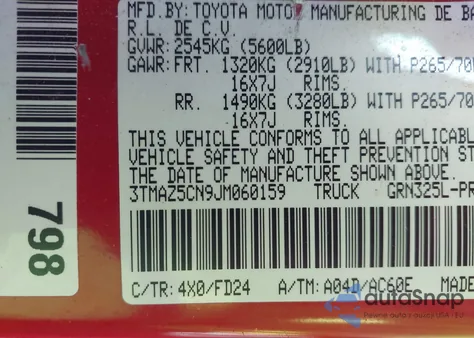 MFD.BY:TOYOTA MOTOR MANUFACTURING DE BA
R.L. DE C.V.
GVWR: 2545KG (5600LB)
GAWR:FRT. 1320KG (2910LB) WITH P265/70
16X7J RIMS.
RR. 1490KG (3280LB) WITH P265/70
16X7J RIMS.
THIS VEHICLE CONFORMS TO ALL APPLICABL
VEHICLE SAFETY AND THEFT PREVENTION ST
THE DATE OF MANUFACTURE SHOWN ABOVE.
3TMAZ5CN9JM060159 TRUCK GRN325L-PR
C/TR: 4X0/FD24 A/TM: A04D/AC60E MADE
798
autosnap